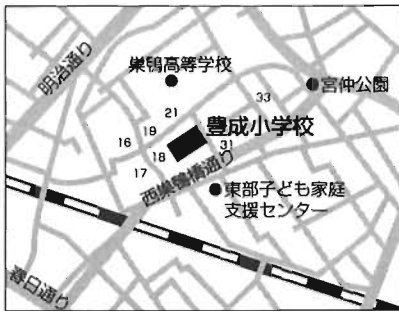 明治通り
巣鴨高等学校
宮仲公園
33
21
豊成小学校
19
16
31
18
17
西巣鴨橋通り
東部子ども家庭
支援センター
春日通り